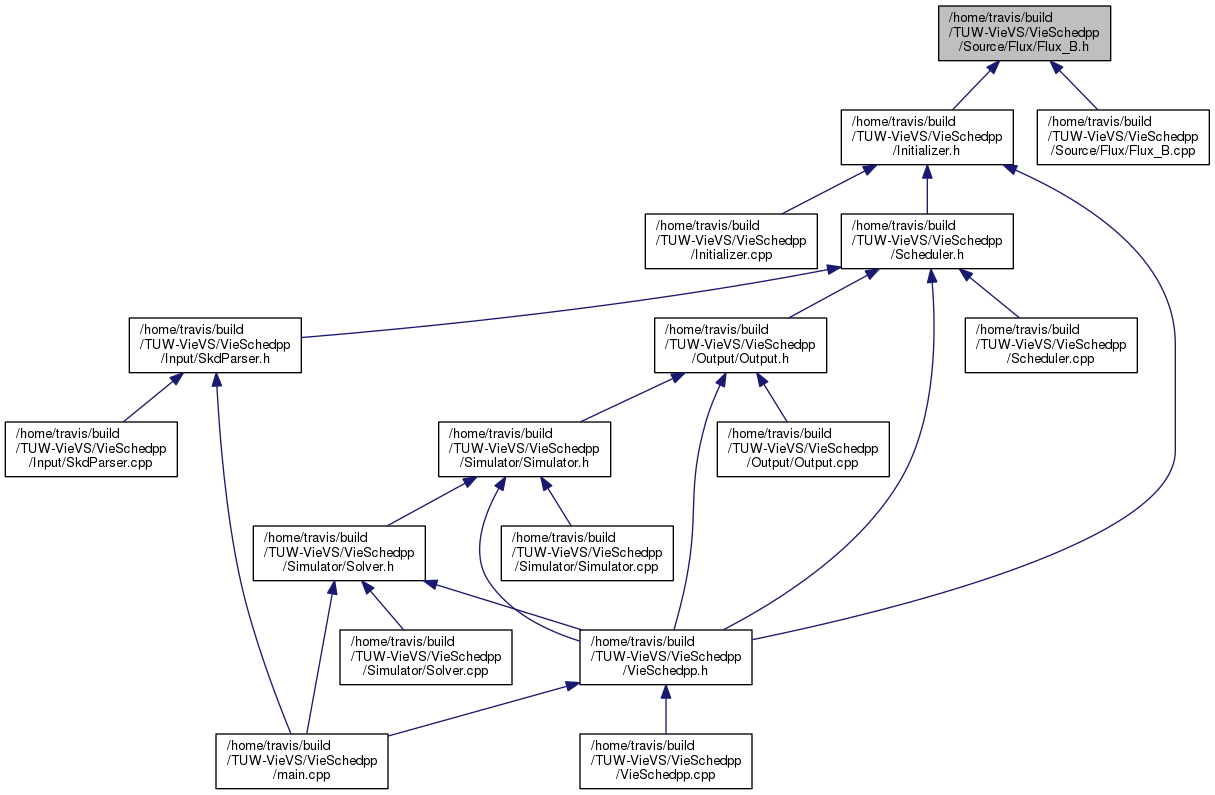 /home/travis/build
/TUW-VieVS/VieSchedpp
/Source/Flux/Flux_B.h
/home/travis/build
/TUW-VieVS/VieSchedpp
/Initializer.h
/home/travis/build
/TUW-VieVS/VieSchedpp
/Source/Flux/Flux_B.cpp
/home/travis/build
/TUW-VieVS/VieSchedpp
/Initializer.cpp
/home/travis/build
/TUW-VieVS/VieSchedpp
/Scheduler.h
/home/travis/build
/TUW-VieVS/VieSchedpp
/Input/SkdParser.h
/home/travis/build
/TUW-VieVS/VieSchedpp
/Output/Output.h
/home/travis/build
/TUW-VieVS/VieSchedpp
/Scheduler.cpp
/home/travis/build
/TUW-VieVS/VieSchedpp
/Input/SkdParser.cpp
/home/travis/build
/TUW-VieVS/VieSchedpp
/Simulator/Simulator.h
/home/travis/build
/TUW-VieVS/VieSchedpp
/Output/Output.cpp
/home/travis/build
/TUW-VieVS/VieSchedpp
/Simulator/Solver.h
/home/travis/build
/TUW-VieVS/VieSchedpp
/Simulator/Simulator.cpp
/home/travis/build
/TUW-VieVS/VieSchedpp
/Simulator/Solver.cpp
/home/travis/build
/TUW-VieVS/VieSchedpp
/VieSchedpp.h
/home/travis/build
/TUW-VieVS/VieSchedpp
/main.cpp
/home/travis/build
/TUW-VieVS/VieSchedpp
/VieSchedpp.cpp